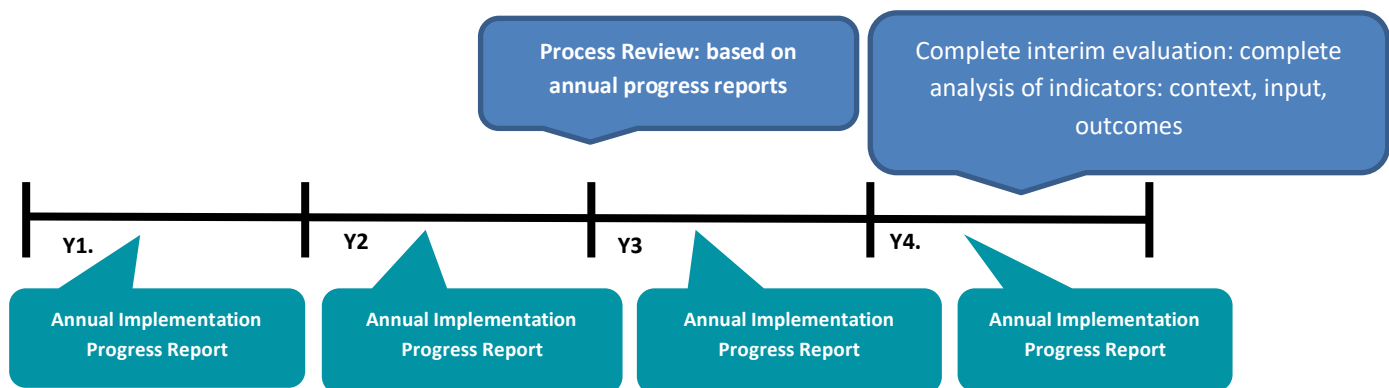 Process Review: based on
annual progress reports
Complete interim evaluation: complete
analysis of indicators: context, input,
outcomes
Y1.
Y2
Y3
Y4.
Annual Implementation
Progress Report
Annual Implementation
Progress Report
Annual Implementation
Progress Report
Annual Implementation
Progress Report